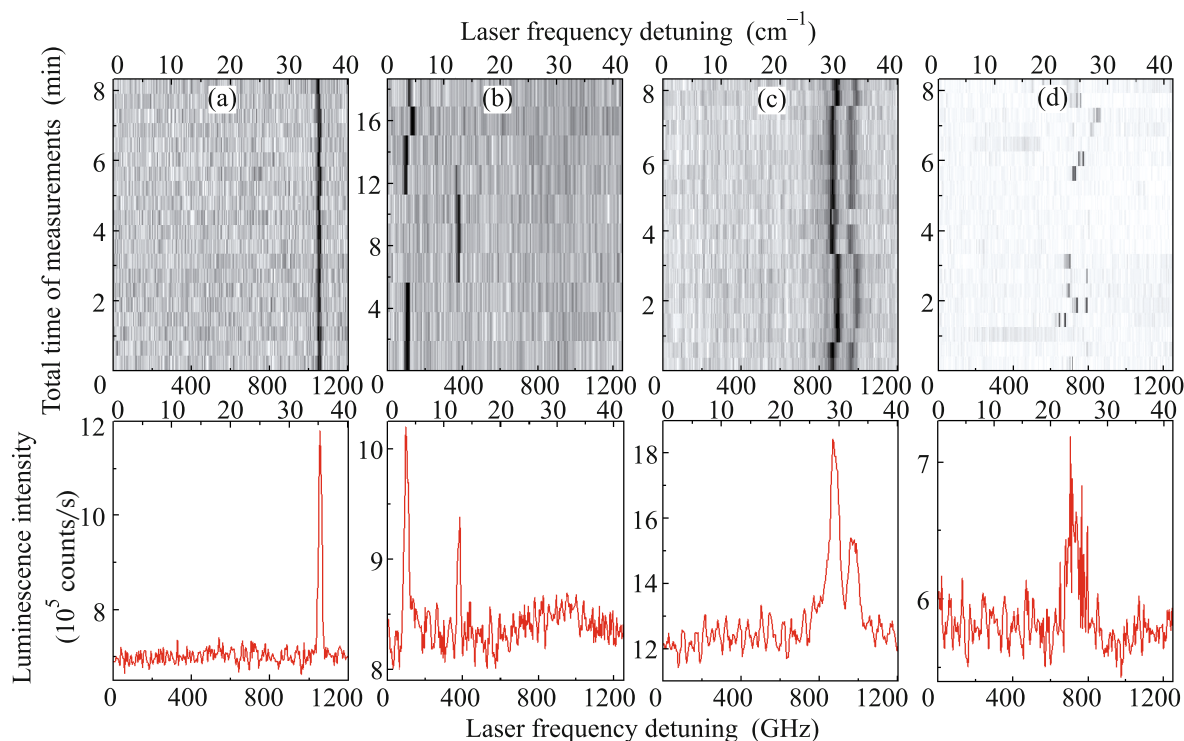 Laser frequency detuning (cm⁻¹)
0 10 20 30 40 0 10 20 30 40 0 10 20 30 40 0 10 20 30 40
Total time of measurements (min)
(a) (b) (c) (d)
8 16 8 8
6 12 6 6
4 8 4 4
2 4 2 2
0 400 800 1200 0 400 800 1200 0 400 800 1200 0 400 800 1200
0 10 20 30 40 0 10 20 30 40 0 10 20 30 40 0 10 20 30 40
Luminescence intensity
(10⁵ counts/s)
12 10 18 7
10 9 16 6
8 8 14
12
0 400 800 1200 0 400 800 1200 0 400 800 1200 0 400 800 1200
Laser frequency detuning (GHz)